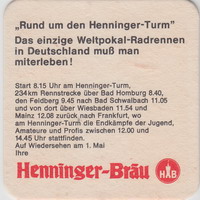 „Rund um den Henninger-Turm"
Das einzige Weltpokal-Radrennen
in Deutschland muß man
miterleben!
Start 8.15 Uhr am Henninger-Turm,
234km Rennstrecke über Bad Homburg 8.40,
den Feldberg 9.45 nach Bad Schwalbach 11.05
und von dort über Wiesbaden 11.54 und
Mainz 12.08 zurück nach Frankfurt, wo
am Henninger-Turm die Endkämpfe der Jugend,
Amateure und Profis zwischen 12.00 und
14.45 Uhr stattfinden.
Auf Wiedersehen am 1. Mai
Ihre
Henninger-Bräu
HB